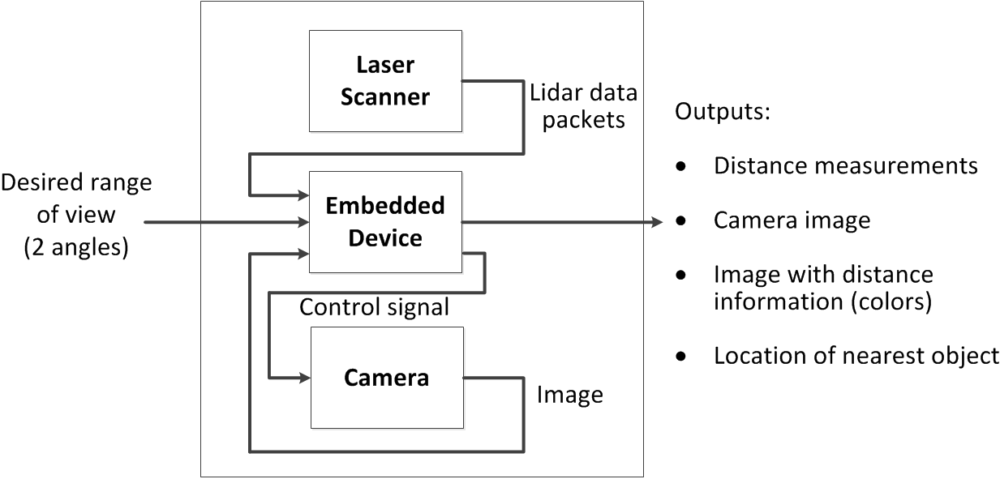 Laser
Scanner
Lidar data
packets
Desired range
of view
(2 angles)
Embedded
Device
Control signal
Camera
Image
Outputs:
• Distance measurements
• Camera image
• Image with distance
information (colors)
• Location of nearest object